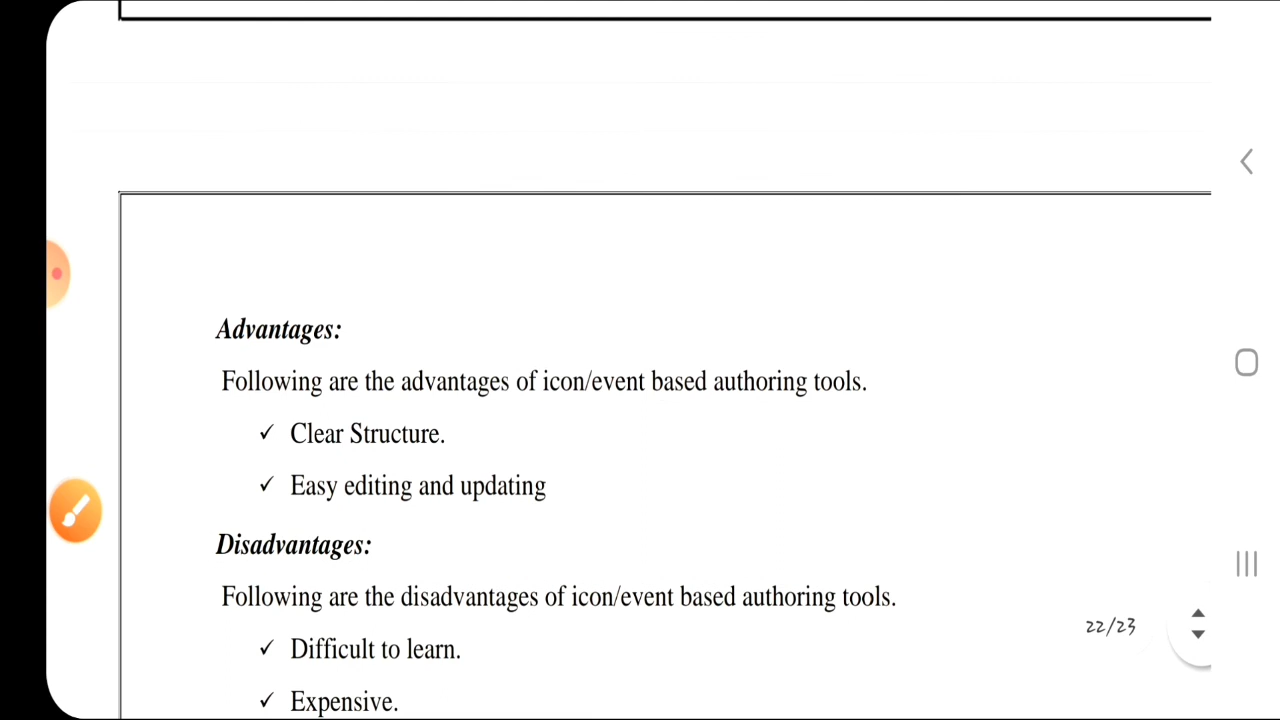 Advantages:
Following are the advantages of icon/event based authoring tools.
✓ Clear Structure.
✓ Easy editing and updating
Disadvantages:
Following are the disadvantages of icon/event based authoring tools.
✓ Difficult to learn.
✓ Expensive.
22/23